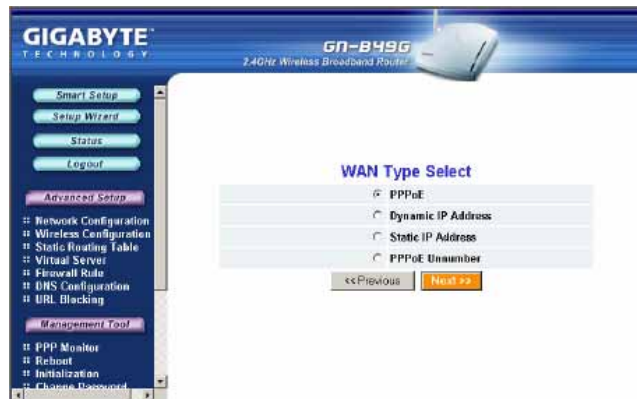 GIGABYTE
TECHNOLOGY
GN-B49G
2.4GHz Wireless Broadband Router
Smart Setup
Setup Wizard
Status
Logout
Advanced Setup
Network Configuration
Wireless Configuration
Static Routing Table
Virtual Server
Firewall Rule
DNS Configuration
URL Blocking
Management Tool
PPP Monitor
Reboot
Initialization
Change Password
WAN Type Select
PPPoE
Dynamic IP Address
Static IP Address
PPPoE Unnumber
<<Previous
Next >>